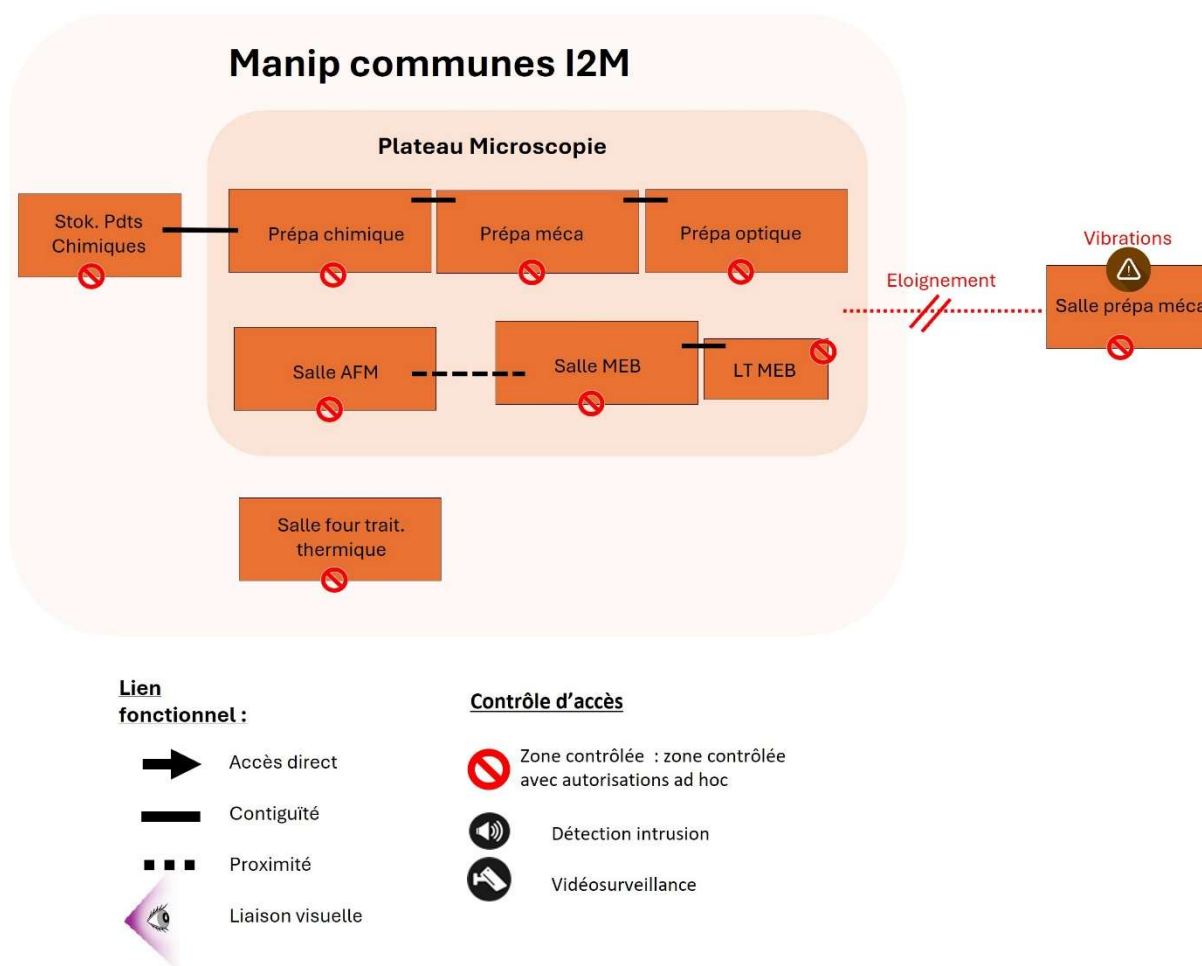 Manip communes I2M
Plateau Microscopie
Stok. Pdts
Chimiques
Prépa chimique
Prépa méca
Prépa optique
Vibrations
Eloignement
Salle prépa méca
Salle AFM
Salle MEB
LT MEB
Salle four trait.
thermique
Lien
fonctionnel :
Accès direct
Contiguïté
Proximité
Liaison visuelle
Contrôle d’accès
Zone contrôlée : zone contrôlée
avec autorisations ad hoc
Détection intrusion
Vidéosurveillance